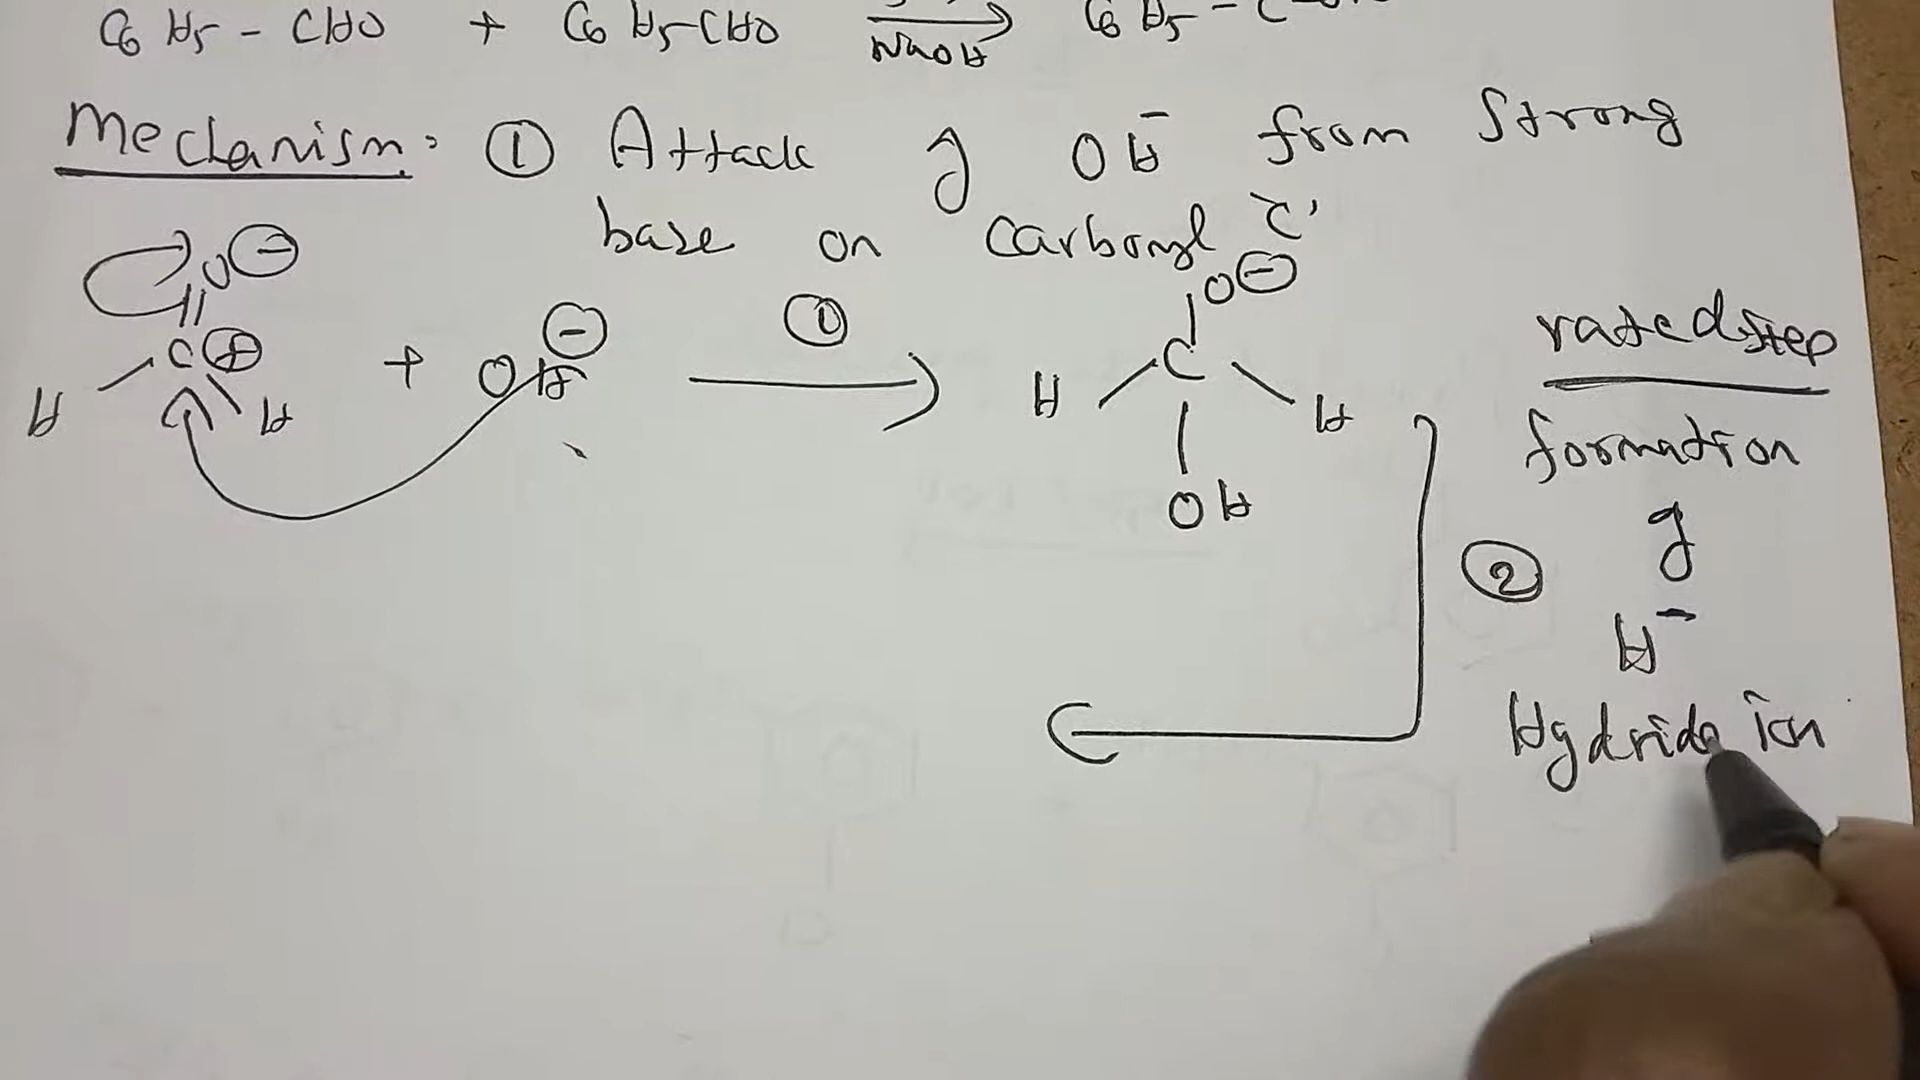 C6H5-CHO + C6H5-CHO NaOH C6H5-C
Mechanism: ① Attack of OH⁻ from Strong
base on Carbonyl 'C'
O⊖
C⊕
H H
+ OH⊖
①
O⊖
C
H H
OH
rate d step
formation
of
② H⁻
Hydride ion